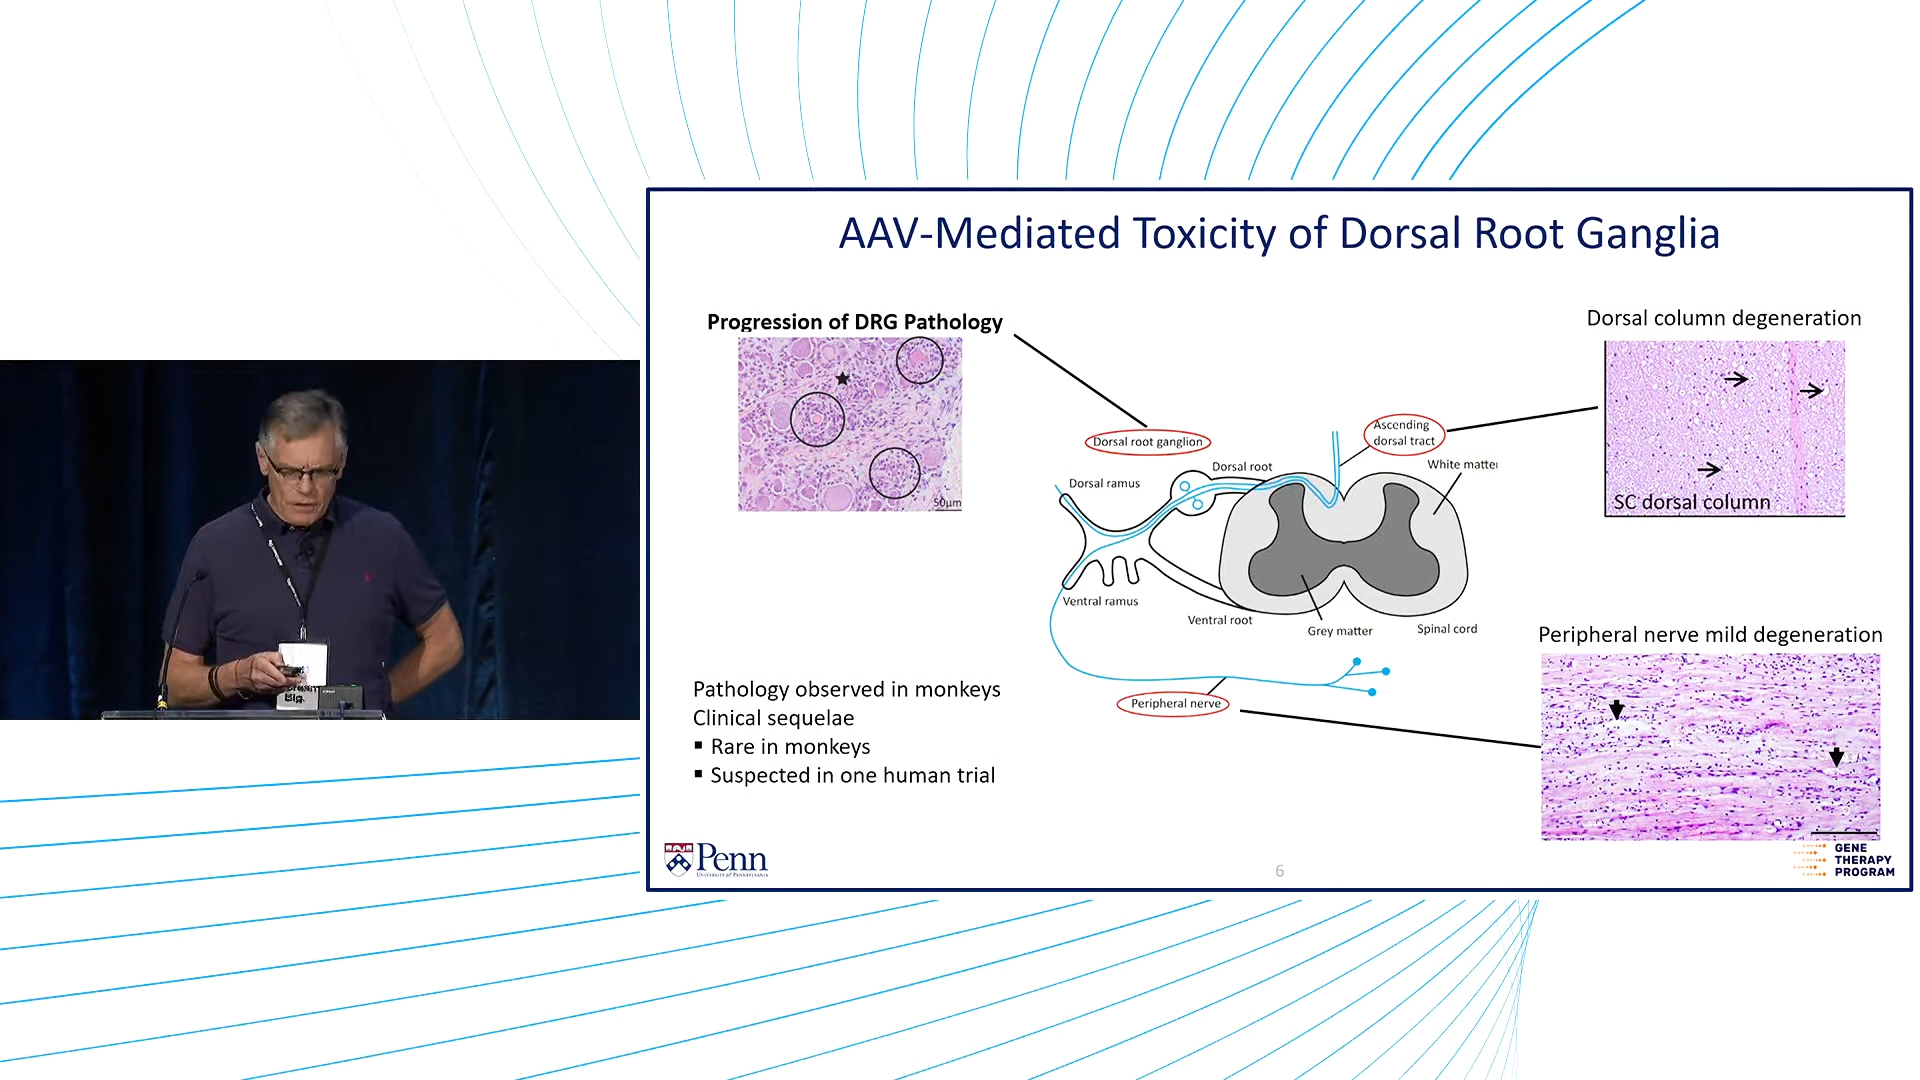 AAV-Mediated Toxicity of Dorsal Root Ganglia
Progression of DRG Pathology
50µm
Dorsal column degeneration
SC dorsal column
Dorsal root ganglion
Ascending
dorsal tract
Dorsal root
White matter
Dorsal ramus
Ventral ramus
Ventral root
Grey matter
Spinal cord
Peripheral nerve
Peripheral nerve mild degeneration
Pathology observed in monkeys
Clinical sequelae
▪ Rare in monkeys
▪ Suspected in one human trial
Penn
UNIVERSITY of PENNSYLVANIA
6
GENE
THERAPY
PROGRAM
Big.